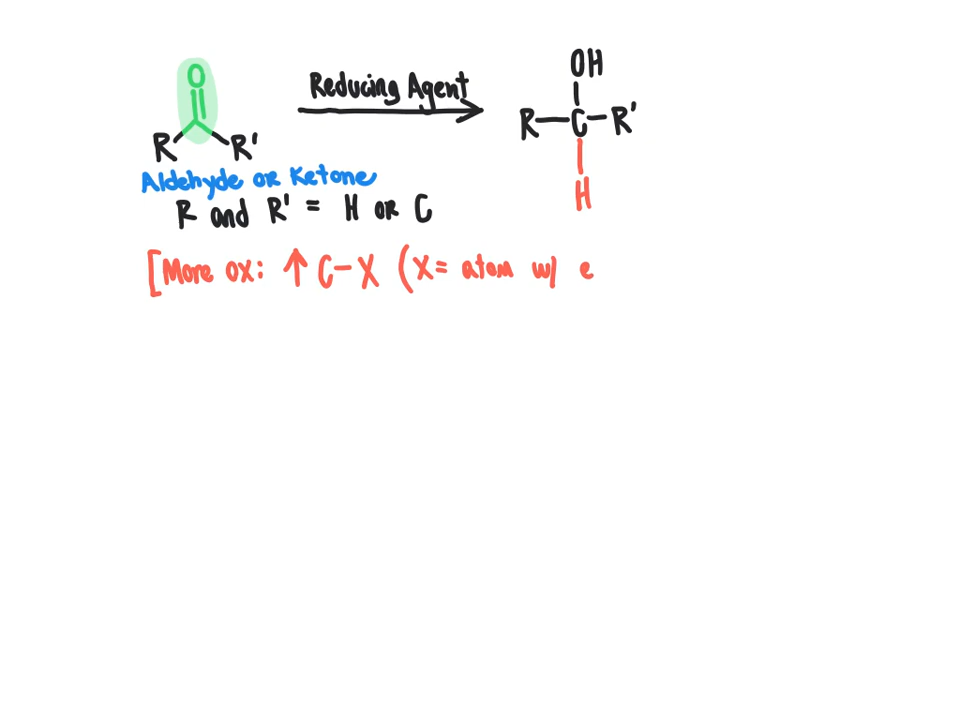 O
Reducing Agent
OH
R R'
R—C—R'
H
Aldehyde or Ketone
R and R' = H or C
[More ox: ↑ C–X (X= atom w/ e